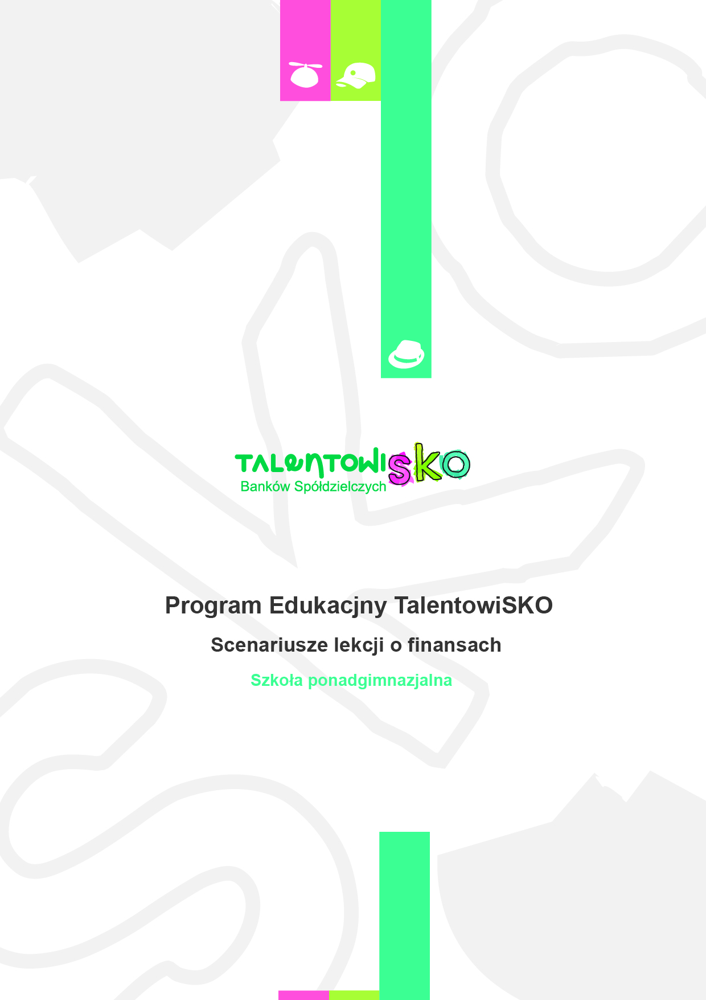 TALENTOWISKO
Banków Spółdzielczych
Program Edukacjny TalentowiSKO
Scenariusze lekcji o finansach
Szkoła ponadgimnazjalna